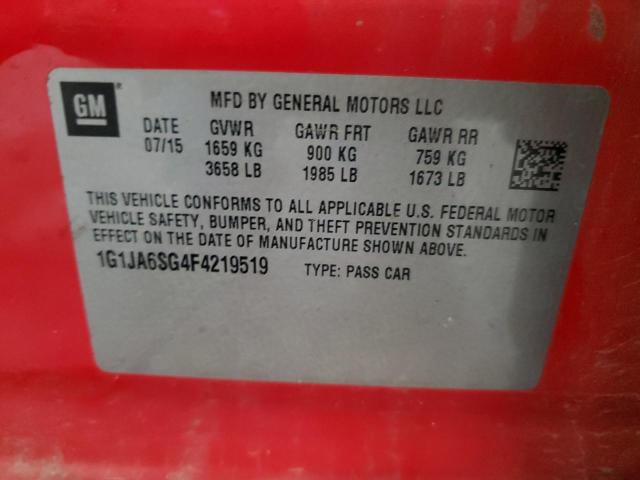 GM
MFD BY GENERAL MOTORS LLC
DATE GVWR GAWR FRT GAWR RR
07/15 1659 KG 900 KG 759 KG
3658 LB 1985 LB 1673 LB
THIS VEHICLE CONFORMS TO ALL APPLICABLE U.S. FEDERAL MOTOR
VEHICLE SAFETY, BUMPER, AND THEFT PREVENTION STANDARDS IN
EFFECT ON THE DATE OF MANUFACTURE SHOWN ABOVE.
1G1JA6SG4F4219519 TYPE: PASS CAR